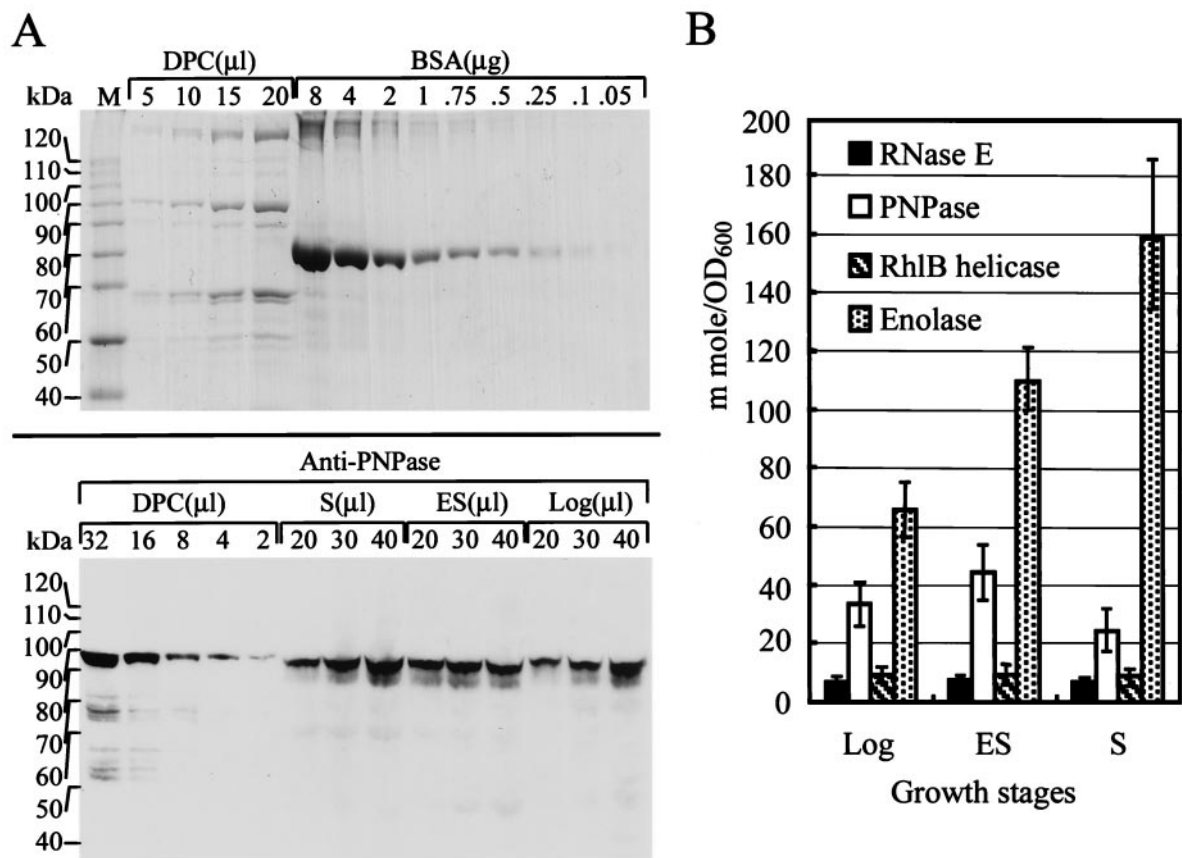 A
DPC(µl) BSA(µg)
kDa M 5 10 15 20 8 4 2 1 .75 .5 .25 .1 .05
120
110
100
90
80
70
60
50
40
Anti-PNPase
DPC(µl) S(µl) ES(µl) Log(µl)
kDa 32 16 8 4 2 20 30 40 20 30 40 20 30 40
120
110
100
90
80
70
60
50
40
B
m mole/OD600
200
180
160
140
120
100
80
60
40
20
0
RNase E
PNPase
RhlB helicase
Enolase
Log ES S
Growth stages